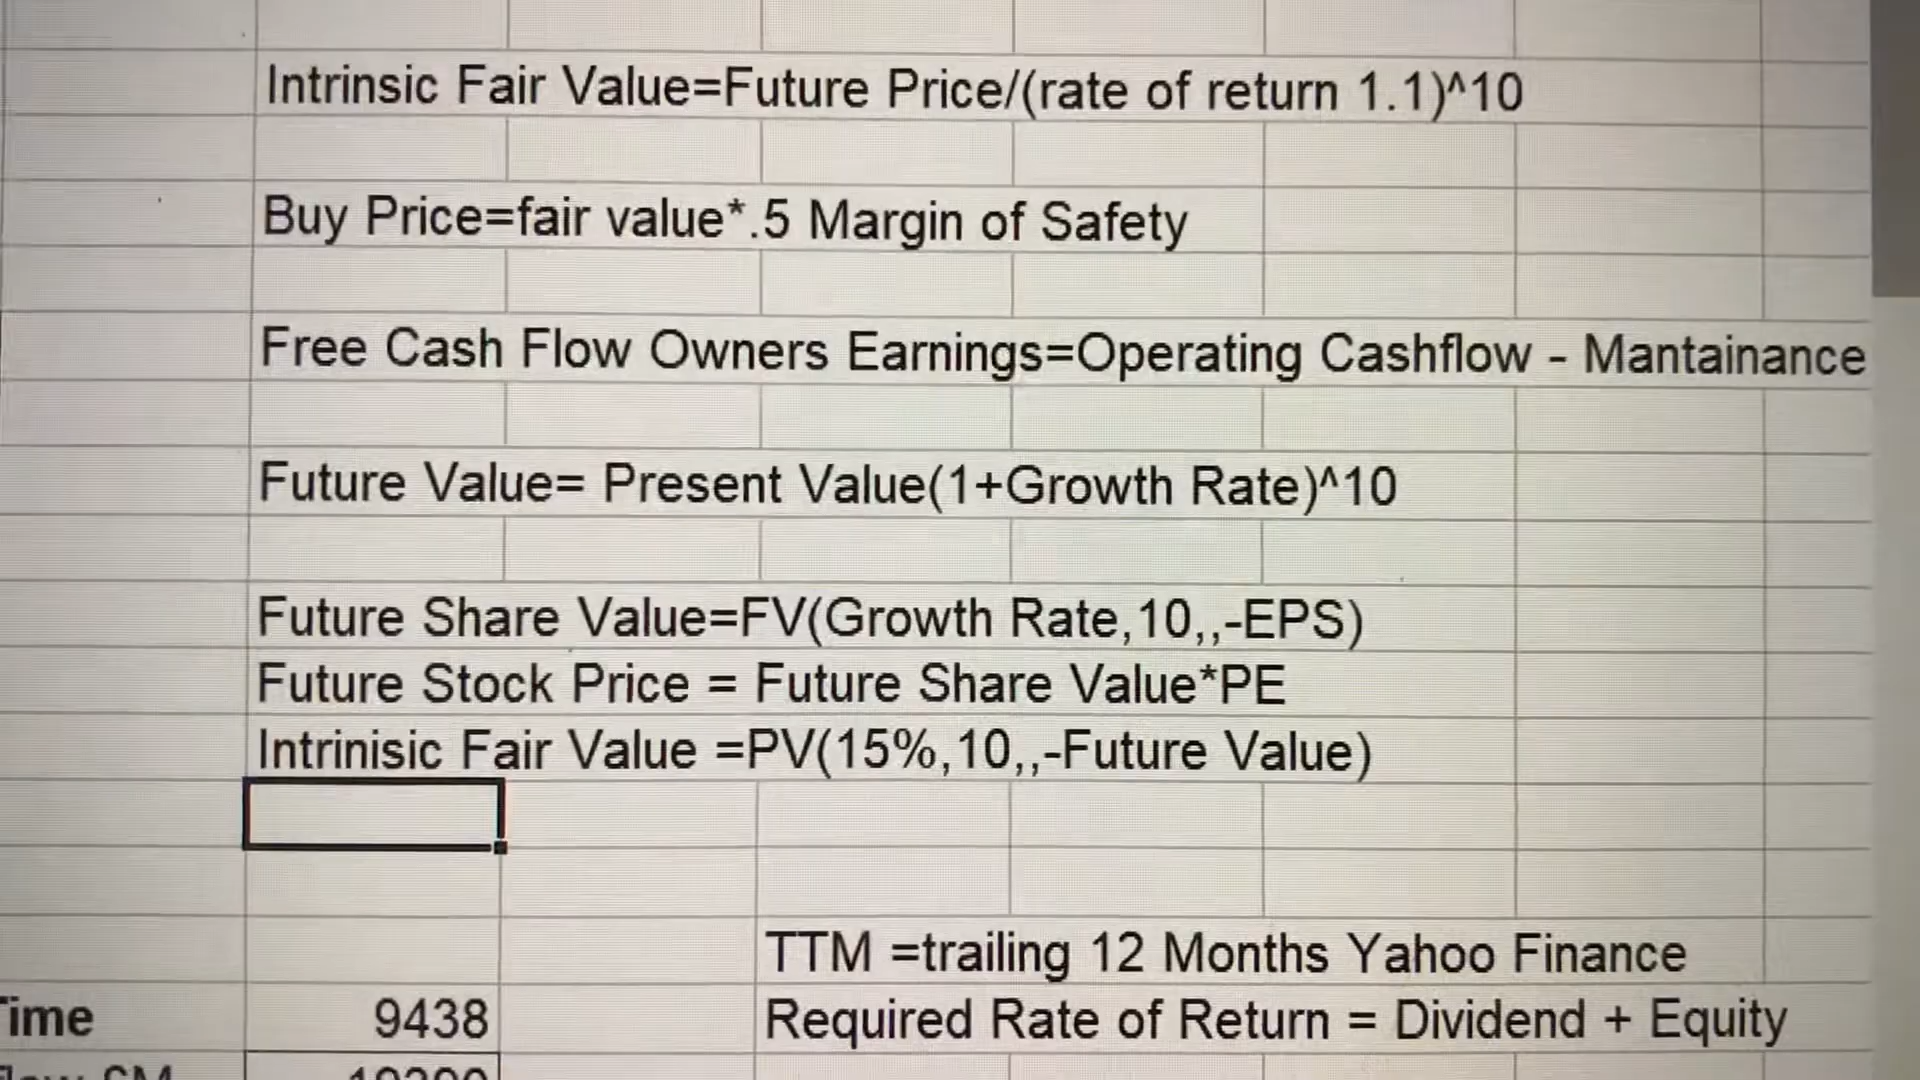 Intrinsic Fair Value=Future Price/(rate of return 1.1)^10
Buy Price=fair value*.5 Margin of Safety
Free Cash Flow Owners Earnings=Operating Cashflow - Mantainance
Future Value= Present Value(1+Growth Rate)^10
Future Share Value=FV(Growth Rate,10,,-EPS)
Future Stock Price = Future Share Value*PE
Intrinisic Fair Value =PV(15%,10,,-Future Value)
TTM =trailing 12 Months Yahoo Finance
ime 9438 Required Rate of Return = Dividend + Equity